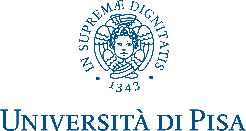 IN SUPREMÆ DIGNITATIS
· 1343 ·
UNIVERSITÀ DI PISA